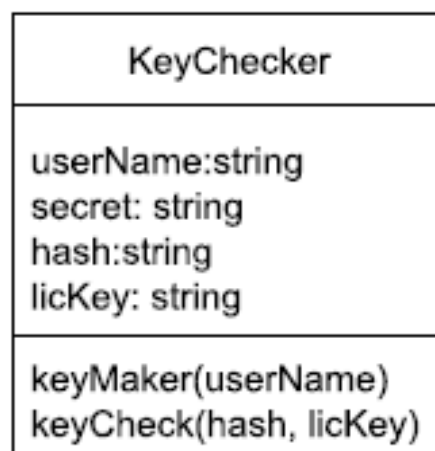 KeyChecker
userName:string
secret: string
hash:string
licKey: string
keyMaker(userName)
keyCheck(hash, licKey)